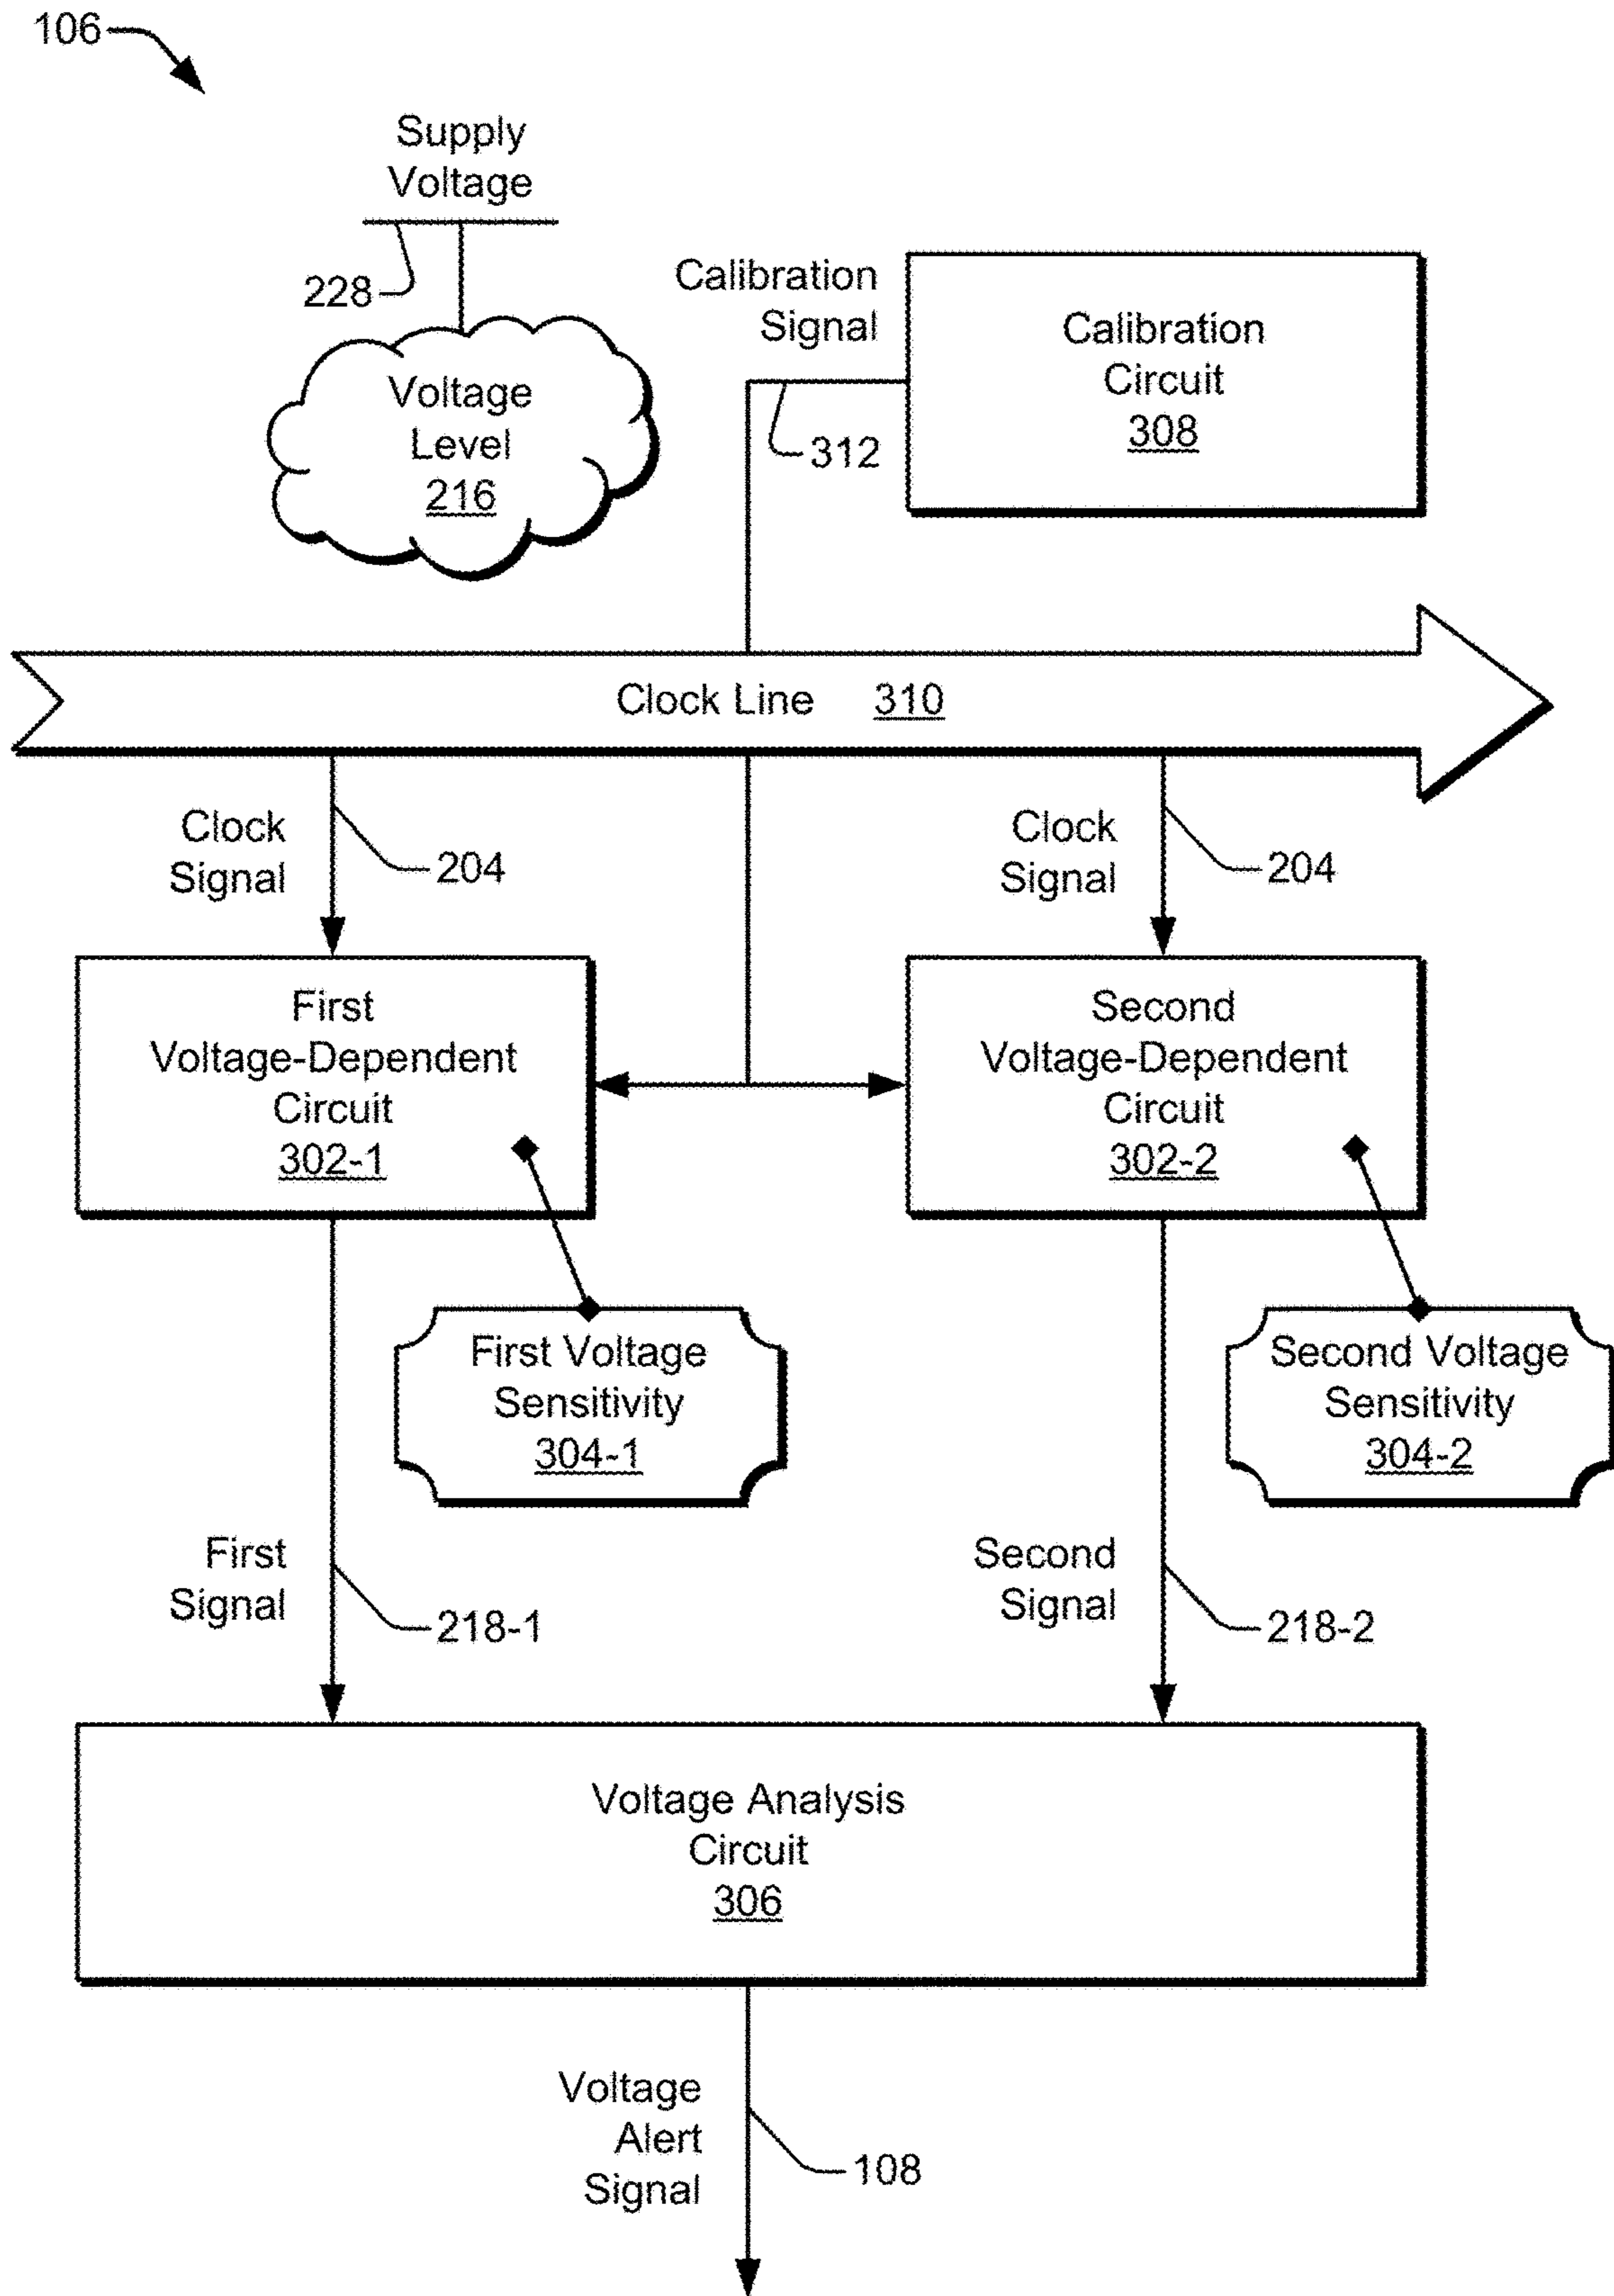 106
Supply
Voltage
228
Voltage
Level
216
Calibration
Signal
312
Calibration
Circuit
308
Clock Line 310
Clock
Signal
204
Clock
Signal
204
First
Voltage-Dependent
Circuit
302-1
Second
Voltage-Dependent
Circuit
302-2
First Voltage
Sensitivity
304-1
Second Voltage
Sensitivity
304-2
First
Signal
218-1
Second
Signal
218-2
Voltage Analysis
Circuit
306
Voltage
Alert
Signal
108